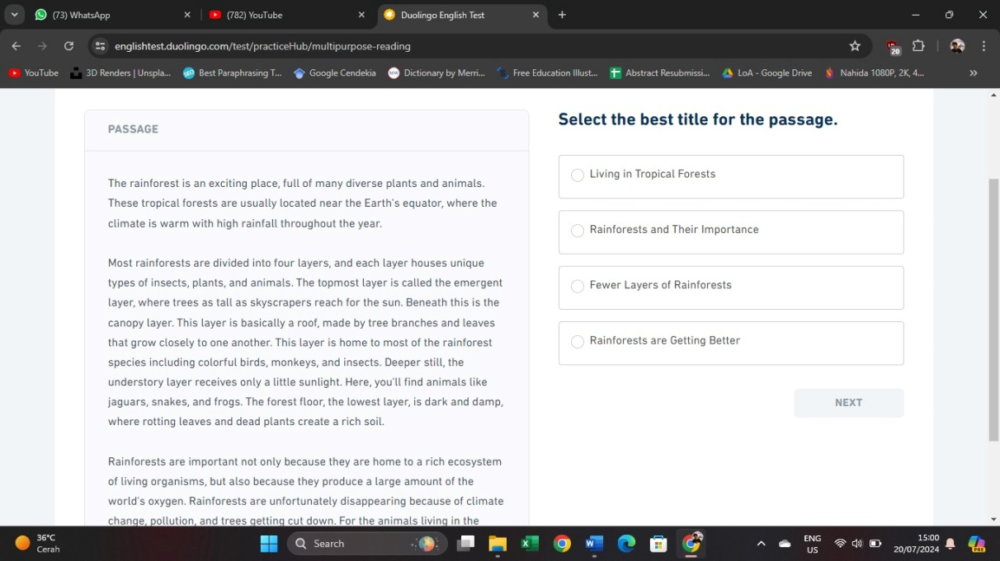 (73) WhatsApp
(782) YouTube
Duolingo English Test
englishtest.duolingo.com/test/practiceHub/multipurpose-reading
20
YouTube
3D Renders | Unspla...
Best Paraphrasing T...
Google Cendekia
Dictionary by Merri...
Free Education Illust...
Abstract Resubmissi...
LoA - Google Drive
Nahida 1080P, 2K, 4...
PASSAGE
The rainforest is an exciting place, full of many diverse plants and animals.
These tropical forests are usually located near the Earth's equator, where the
climate is warm with high rainfall throughout the year.
Most rainforests are divided into four layers, and each layer houses unique
types of insects, plants, and animals. The topmost layer is called the emergent
layer, where trees as tall as skyscrapers reach for the sun. Beneath this is the
canopy layer. This layer is basically a roof, made by tree branches and leaves
that grow closely to one another. This layer is home to most of the rainforest
species including colorful birds, monkeys, and insects. Deeper still, the
understory layer receives only a little sunlight. Here, you'll find animals like
jaguars, snakes, and frogs. The forest floor, the lowest layer, is dark and damp,
where rotting leaves and dead plants create a rich soil.
Rainforests are important not only because they are home to a rich ecosystem
of living organisms, but also because they produce a large amount of the
world's oxygen. Rainforests are unfortunately disappearing because of climate
change, pollution, and trees getting cut down. For the animals living in the
Select the best title for the passage.
Living in Tropical Forests
Rainforests and Their Importance
Fewer Layers of Rainforests
Rainforests are Getting Better
NEXT
36°C
Cerah
Search
ENG
US
15:00
20/07/2024
PRE